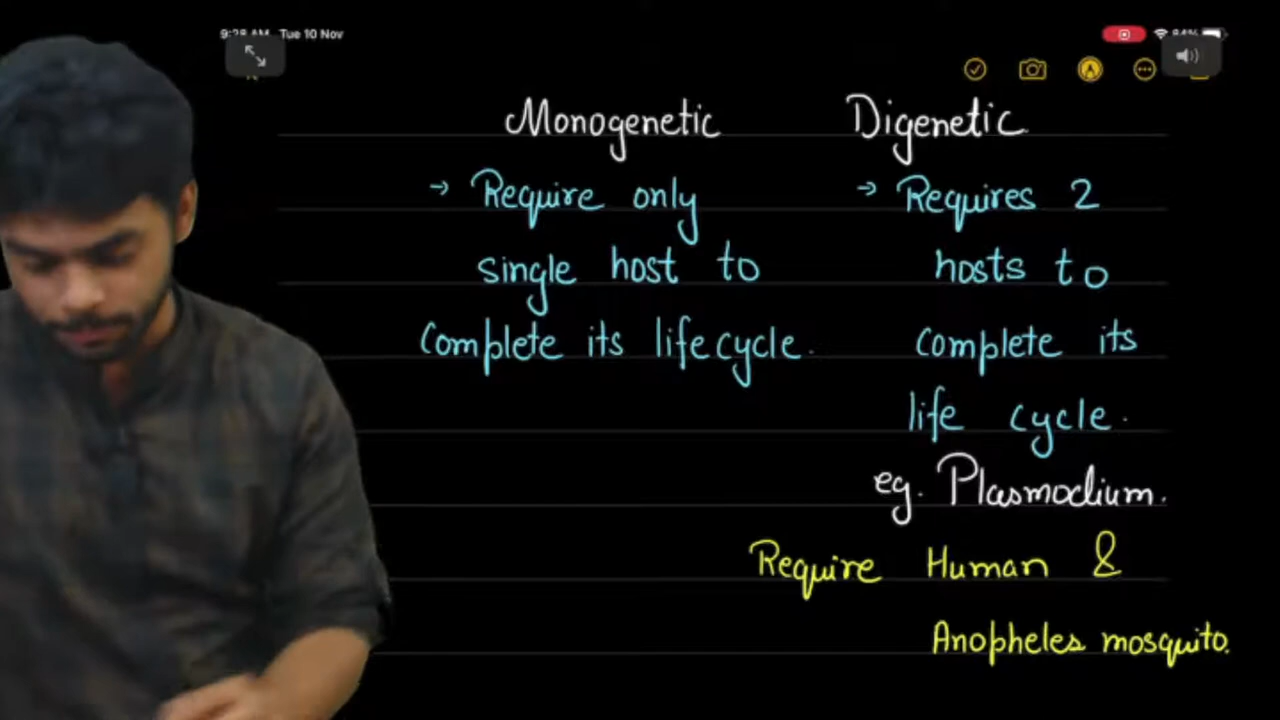 Tue 10 Nov
84%
Monogenetic
→ Require only
single host to
complete its lifecycle.
Digenetic
→ Requires 2
hosts to
complete its
life cycle.
eg. Plasmodium.
Require Human &
Anopheles mosquito.